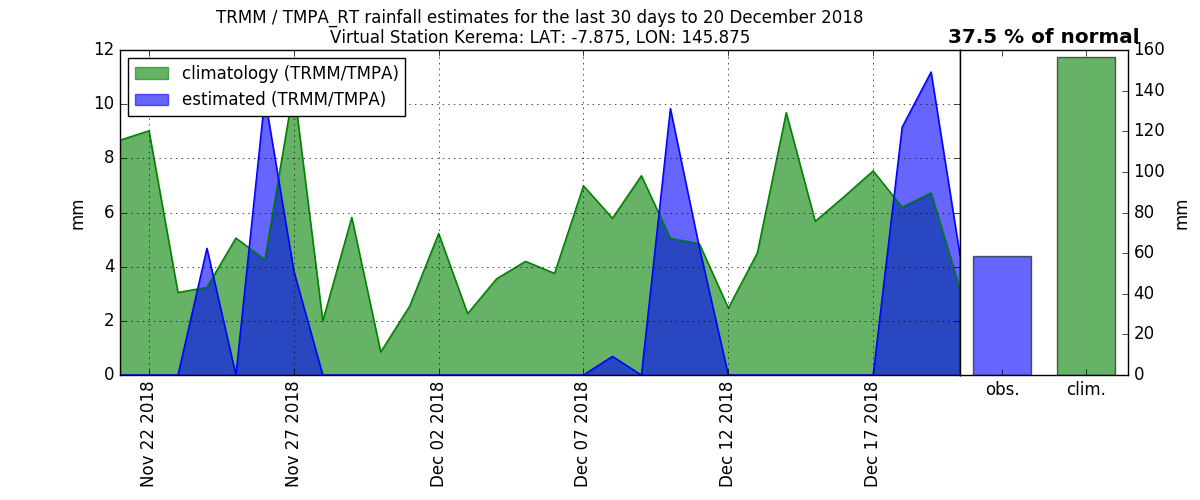 TRMM / TMPA_RT rainfall estimates for the last 30 days to 20 December 2018
Virtual Station Kerema: LAT: -7.875, LON: 145.875
37.5 % of normal
climatology (TRMM/TMPA)
estimated (TRMM/TMPA)
mm
12
10
8
6
4
2
0
Nov 22 2018
Nov 27 2018
Dec 02 2018
Dec 07 2018
Dec 12 2018
Dec 17 2018
obs.
clim.
160
140
120
100
80
60
40
20
0
mm